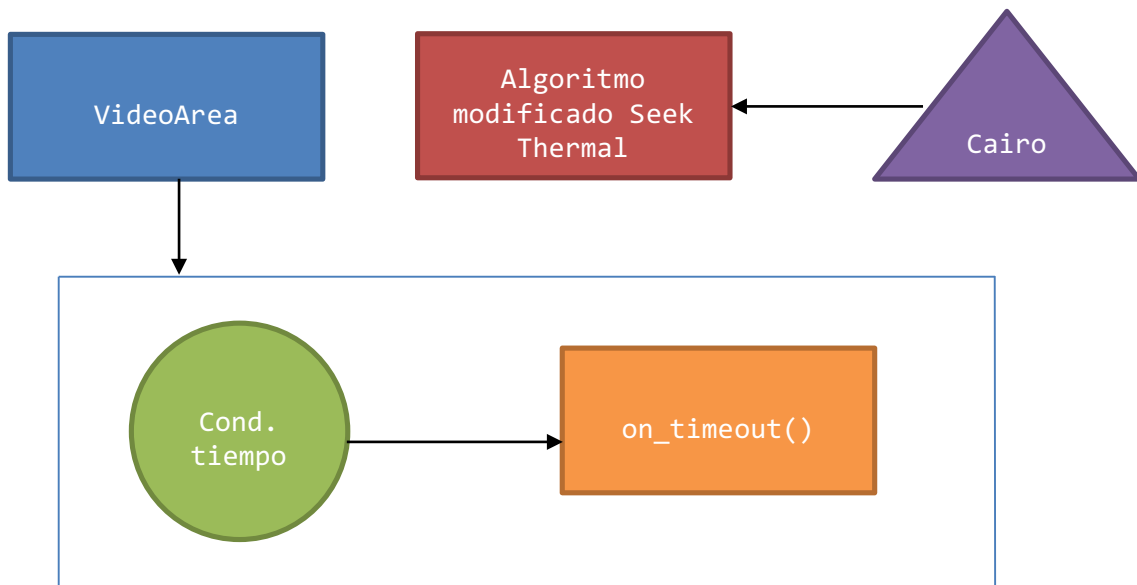 VideoArea
Algoritmo
modificado Seek
Thermal
Cairo
Cond.
tiempo
on_timeout()